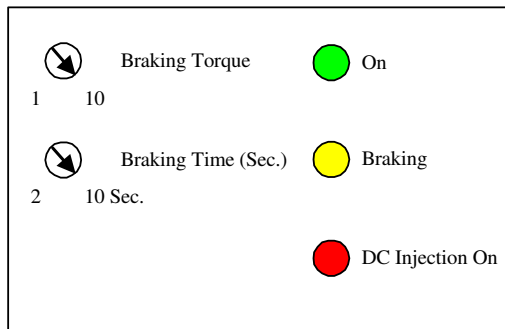 Braking Torque
On
1 10
Braking Time (Sec.)
Braking
2 10 Sec.
DC Injection On